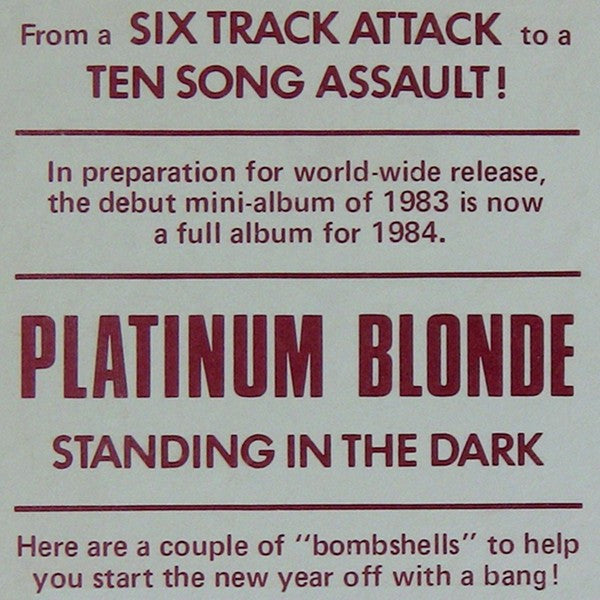 From a SIX TRACK ATTACK to a
TEN SONG ASSAULT!
In preparation for world-wide release,
the debut mini-album of 1983 is now
a full album for 1984.
PLATINUM BLONDE
STANDING IN THE DARK
Here are a couple of "bombshells" to help
you start the new year off with a bang!